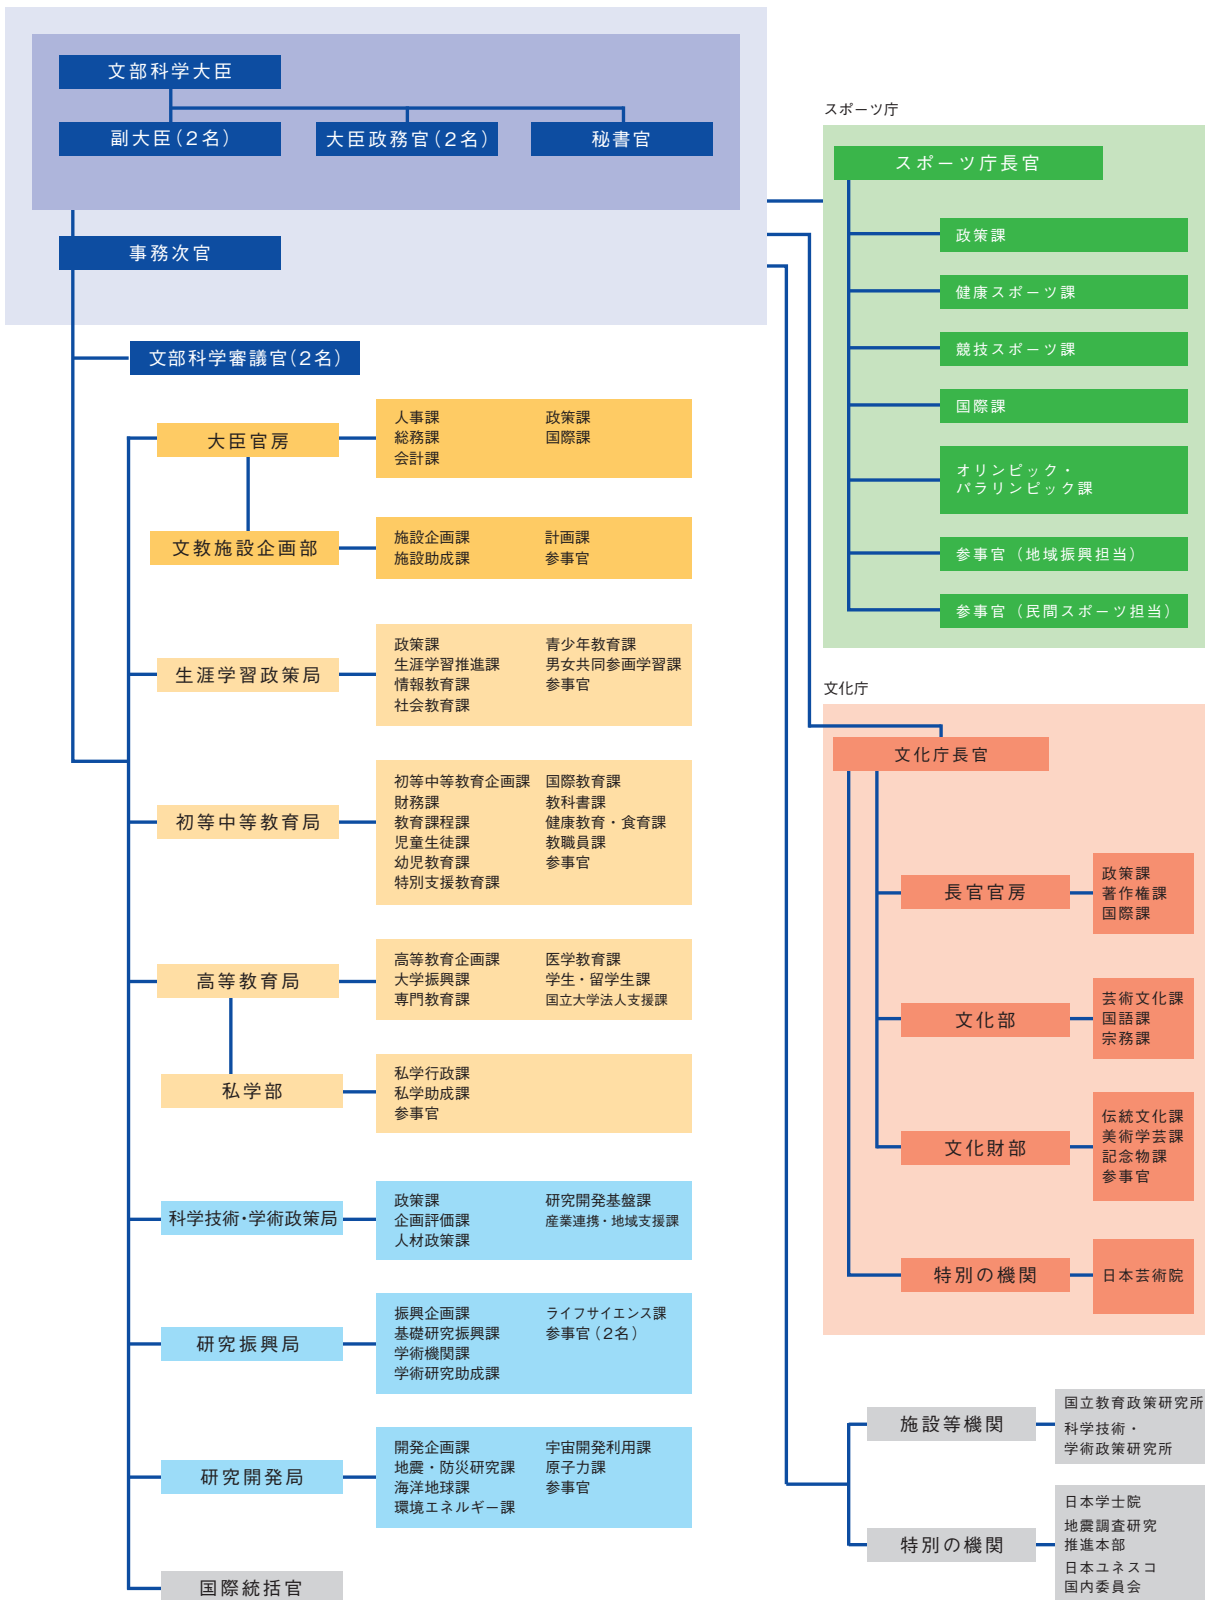 文部科学大臣
副大臣(2名)
大臣政務官(2名)
秘書官
事務次官
文部科学審議官(2名)
大臣官房
人事課
総務課
会計課
政策課
国際課
文教施設企画部
施設企画課
施設助成課
計画課
参事官
生涯学習政策局
政策課
生涯学習推進課
情報教育課
社会教育課
青少年教育課
男女共同参画学習課
参事官
初等中等教育局
初等中等教育企画課
財務課
教育課程課
児童生徒課
幼児教育課
特別支援教育課
国際教育課
教科書課
健康教育・食育課
教職員課
参事官
高等教育局
高等教育企画課
大学振興課
専門教育課
医学教育課
学生・留学生課
国立大学法人支援課
私学部
私学行政課
私学助成課
参事官
科学技術・学術政策局
政策課
企画評価課
人材政策課
研究開発基盤課
産業連携・地域支援課
研究振興局
振興企画課
基礎研究振興課
学術機関課
学術研究助成課
ライフサイエンス課
参事官(2名)
研究開発局
開発企画課
地震・防災研究課
海洋地球課
環境エネルギー課
宇宙開発利用課
原子力課
参事官
国際統括官
スポーツ庁
スポーツ庁長官
政策課
健康スポーツ課
競技スポーツ課
国際課
オリンピック・
パラリンピック課
参事官(地域振興担当)
参事官(民間スポーツ担当)
文化庁
文化庁長官
長官官房
政策課
著作権課
国際課
文化部
芸術文化課
国語課
宗務課
文化財部
伝統文化課
美術学芸課
記念物課
参事官
特別の機関
日本芸術院
施設等機関
国立教育政策研究所
科学技術・
学術政策研究所
特別の機関
日本学士院
地震調査研究
推進本部
日本ユネスコ
国内委員会